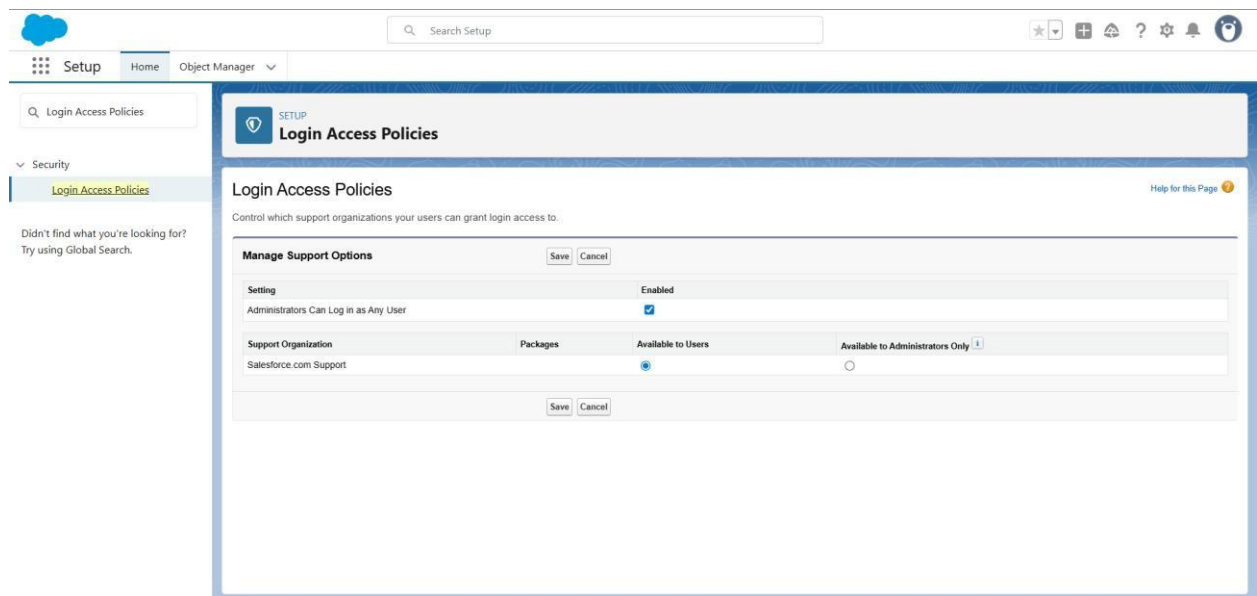 Search Setup
Setup Home Object Manager
Login Access Policies
Security
Login Access Policies
Didn't find what you're looking for?
Try using Global Search.
SETUP
Login Access Policies
Login Access Policies
Help for this Page ?
Control which support organizations your users can grant login access to.
Manage Support Options Save Cancel
Setting Enabled
Administrators Can Log in as Any User
Support Organization Packages Available to Users Available to Administrators Only i
Salesforce.com Support
Save Cancel